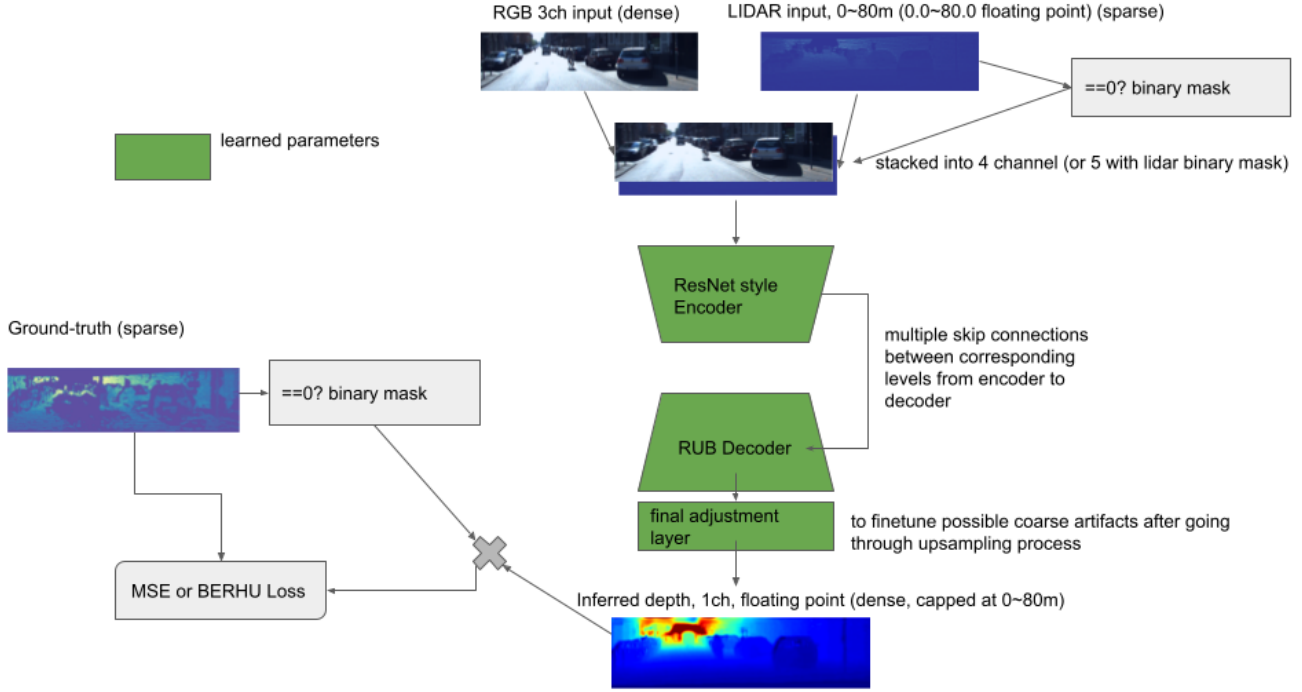 RGB 3ch input (dense)
LIDAR input, 0~80m (0.0~80.0 floating point) (sparse)
==0? binary mask
learned parameters
stacked into 4 channel (or 5 with lidar binary mask)
ResNet style
Encoder
Ground-truth (sparse)
multiple skip connections
between corresponding
levels from encoder to
decoder
==0? binary mask
RUB Decoder
final adjustment
layer
to finetune possible coarse artifacts after going
through upsampling process
MSE or BERHU Loss
Inferred depth, 1ch, floating point (dense, capped at 0~80m)